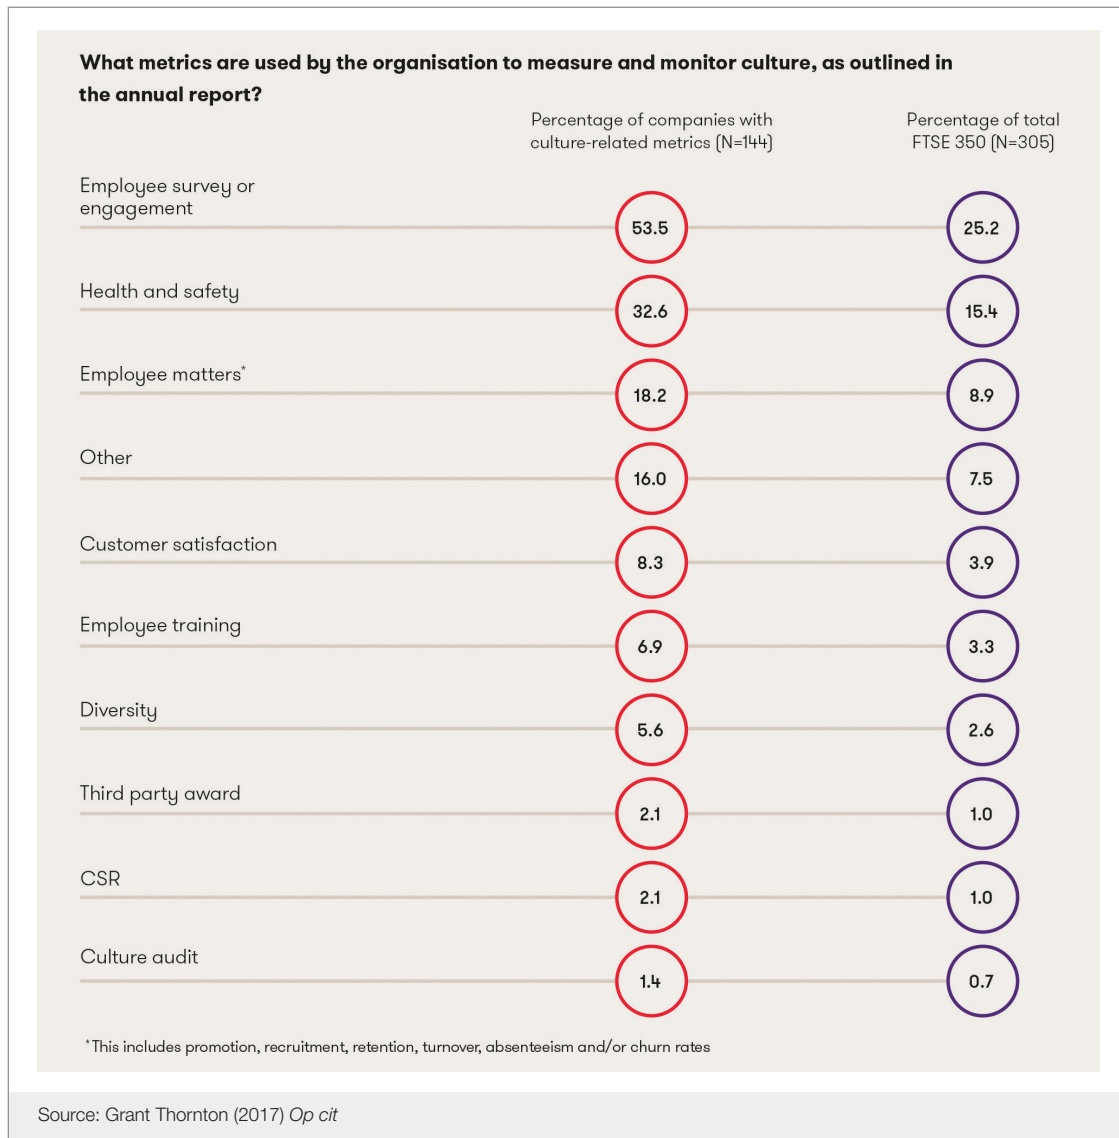 What metrics are used by the organisation to measure and monitor culture, as outlined in
the annual report?
Percentage of companies with
culture-related metrics (N=144)
Percentage of total
FTSE 350 (N=305)
Employee survey or
engagement
53.5
25.2
Health and safety
32.6
15.4
Employee matters*
18.2
8.9
Other
16.0
7.5
Customer satisfaction
8.3
3.9
Employee training
6.9
3.3
Diversity
5.6
2.6
Third party award
2.1
1.0
CSR
2.1
1.0
Culture audit
1.4
0.7
*This includes promotion, recruitment, retention, turnover, absenteeism and/or churn rates
Source: Grant Thornton (2017) Op cit